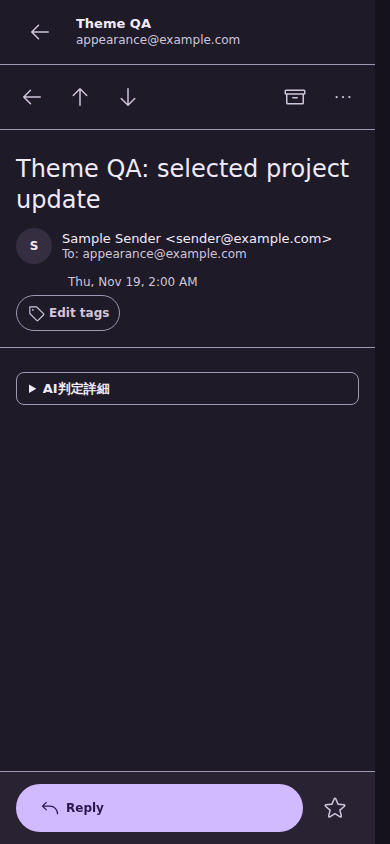 Theme QA
appearance@example.com
Theme QA: selected project
update
S
Sample Sender <sender@example.com>
To: appearance@example.com
Thu, Nov 19, 2:00 AM
Edit tags
AI判定詳細
Reply